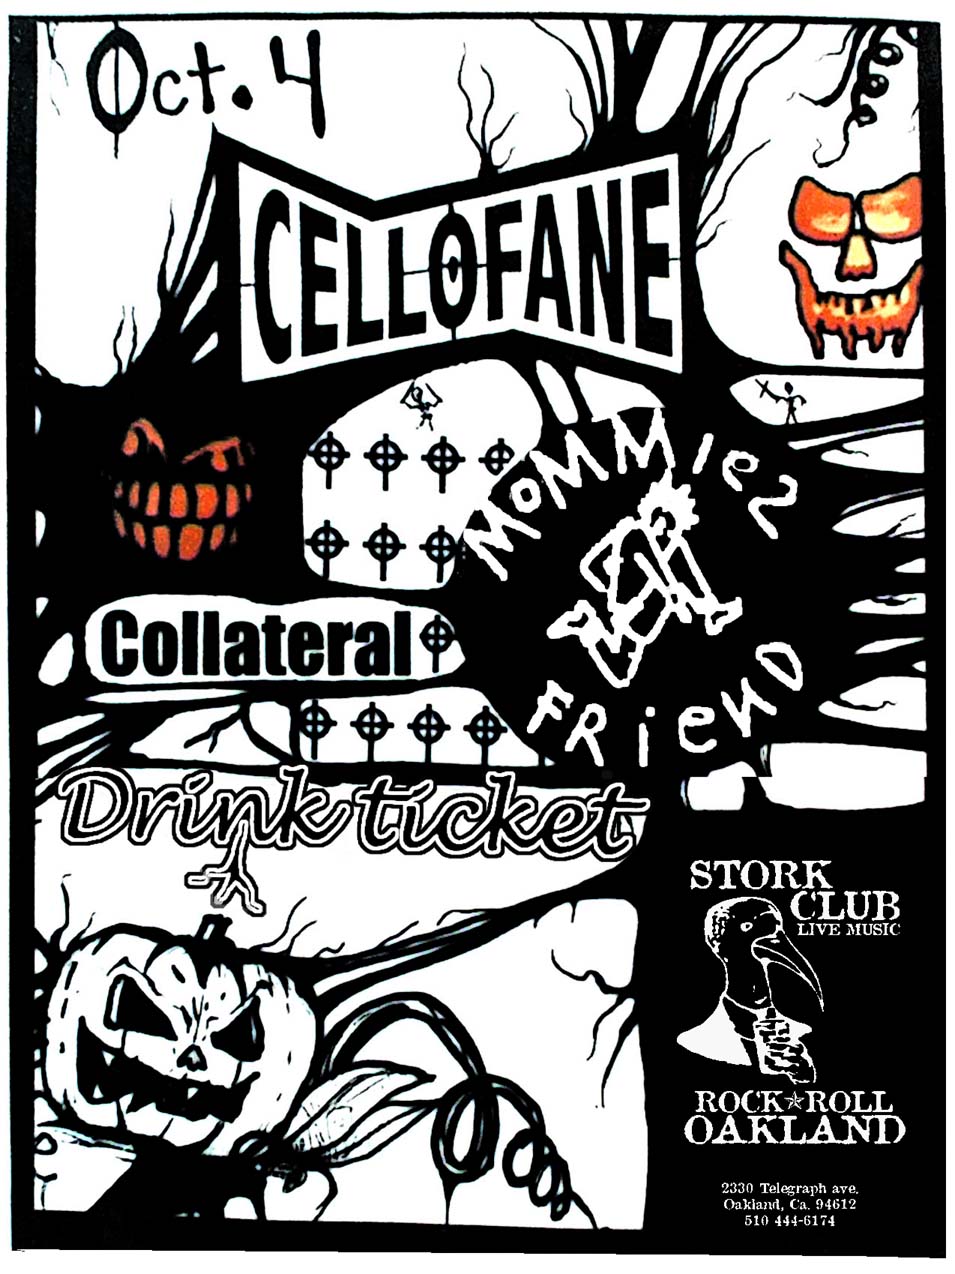 Oct. 4
CELLOFANE
MOMMIEZ
FRIEND
Collateral
Drink ticket
STORK
CLUB
LIVE MUSIC
ROCK★ROLL
OAKLAND
2330 Telegraph ave.
Oakland, Ca. 94612
510 444-6174